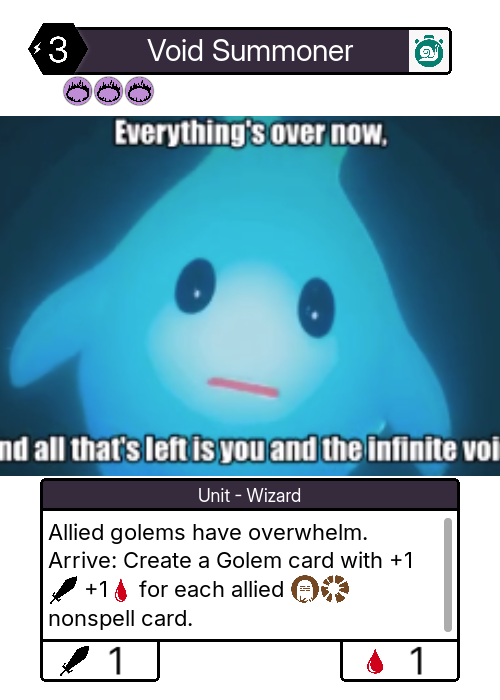 3
Void Summoner
Everything's over now,
nd all that's left is you and the infinite voi
Unit - Wizard
Allied golems have overwhelm.
Arrive: Create a Golem card with +1
+1 for each allied
nonspell card.
1
1